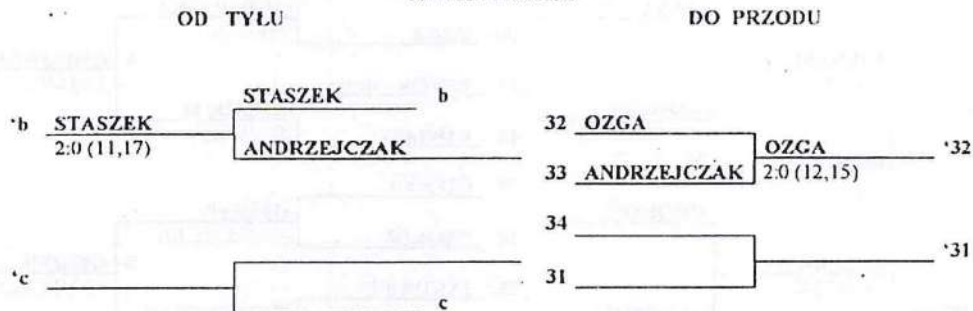 OD TYŁU
DO PRZODU
STASZEK b
'b STASZEK
2:0 (11,17)
ANDRZEJCZAK
'c
c
32 OZGA
OZGA '32
2:0 (12,15)
33 ANDRZEJCZAK
34
'31
31